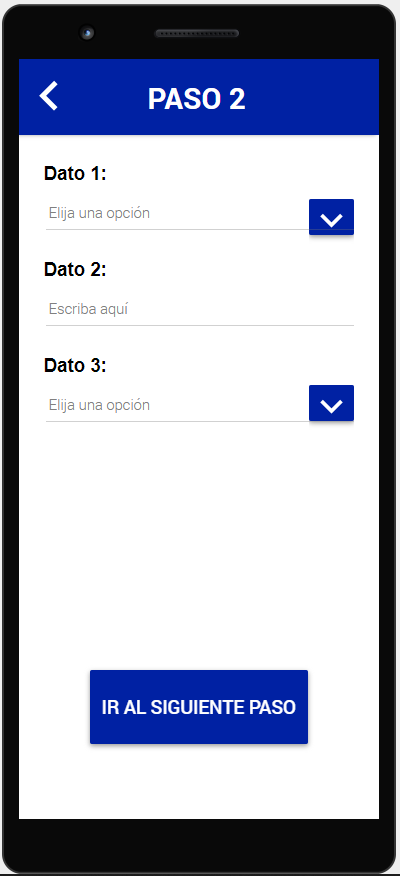 PASO 2
Dato 1:
Elija una opción
Dato 2:
Escriba aquí
Dato 3:
Elija una opción
IR AL SIGUIENTE PASO